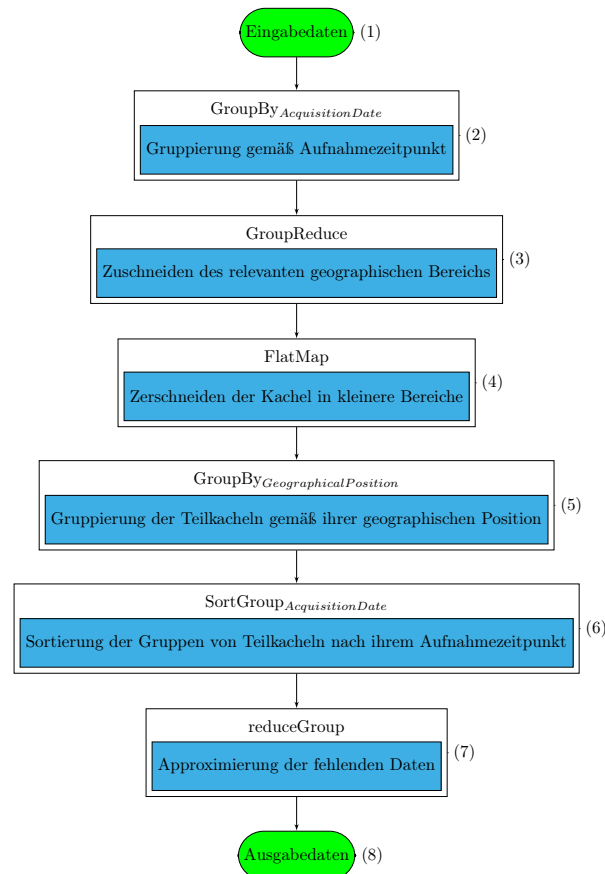 Eingabedaten (1)
GroupBy_AcquisitionDate
Gruppierung gemäß Aufnahmezeitpunkt (2)
GroupReduce
Zuschneiden des relevanten geographischen Bereichs (3)
FlatMap
Zerschneiden der Kachel in kleinere Bereiche (4)
GroupBy_GeographicalPosition
Gruppierung der Teilkacheln gemäß ihrer geographischen Position (5)
SortGroup_AcquisitionDate
Sortierung der Gruppen von Teilkacheln nach ihrem Aufnahmezeitpunkt (6)
reduceGroup
Approximierung der fehlenden Daten (7)
Ausgabedaten (8)